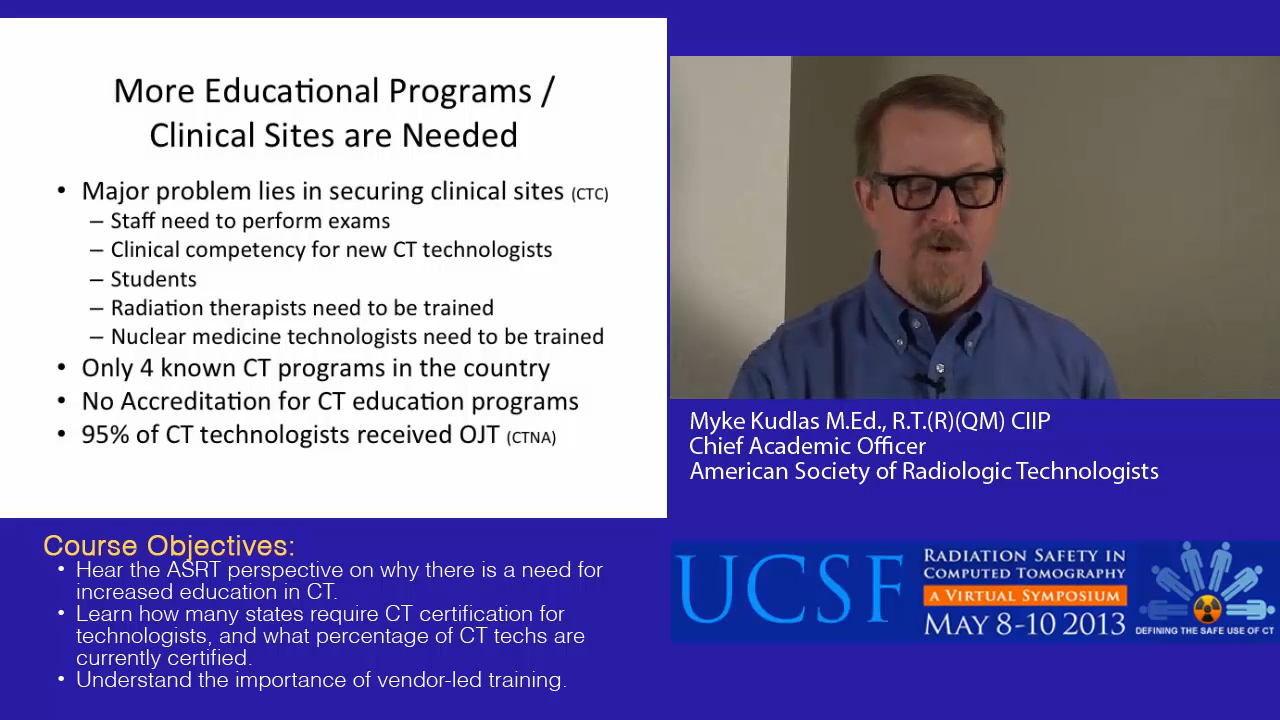 More Educational Programs /
Clinical Sites are Needed
• Major problem lies in securing clinical sites (CTC)
– Staff need to perform exams
– Clinical competency for new CT technologists
– Students
– Radiation therapists need to be trained
– Nuclear medicine technologists need to be trained
• Only 4 known CT programs in the country
• No Accreditation for CT education programs
• 95% of CT technologists received OJT (CTNA)
Myke Kudlas M.Ed., R.T.(R)(QM) CIIP
Chief Academic Officer
American Society of Radiologic Technologists
Course Objectives:
• Hear the ASRT perspective on why there is a need for
increased education in CT.
• Learn how many states require CT certification for
technologists, and what percentage of CT techs are
currently certified.
• Understand the importance of vendor-led training.
UCSF
RADIATION SAFETY IN
COMPUTED TOMOGRAPHY
A VIRTUAL SYMPOSIUM
MAY 8-10 2013
DEFINING THE SAFE USE OF CT